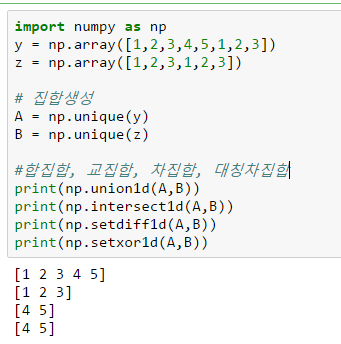 import numpy as np
y = np.array([1,2,3,4,5,1,2,3])
z = np.array([1,2,3,1,2,3])
# 집합생성
A = np.unique(y)
B = np.unique(z)
#합집합, 교집합, 차집합, 대칭차집합
print(np.union1d(A,B))
print(np.intersect1d(A,B))
print(np.setdiff1d(A,B))
print(np.setxor1d(A,B))
[1 2 3 4 5]
[1 2 3]
[4 5]
[4 5]